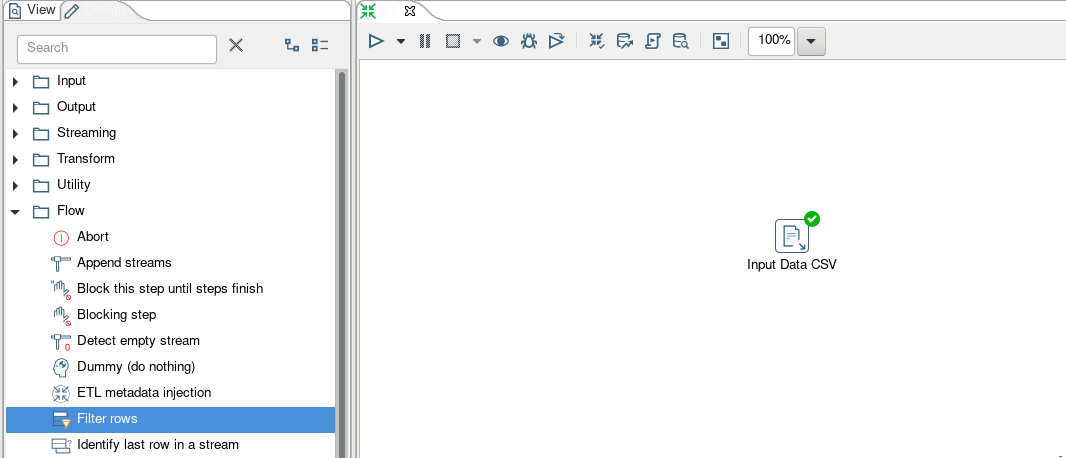 View
Search
100%
Input
Output
Streaming
Transform
Utility
Flow
Abort
Append streams
Block this step until steps finish
Blocking step
Detect empty stream
Dummy (do nothing)
ETL metadata injection
Filter rows
Identify last row in a stream
Input Data CSV